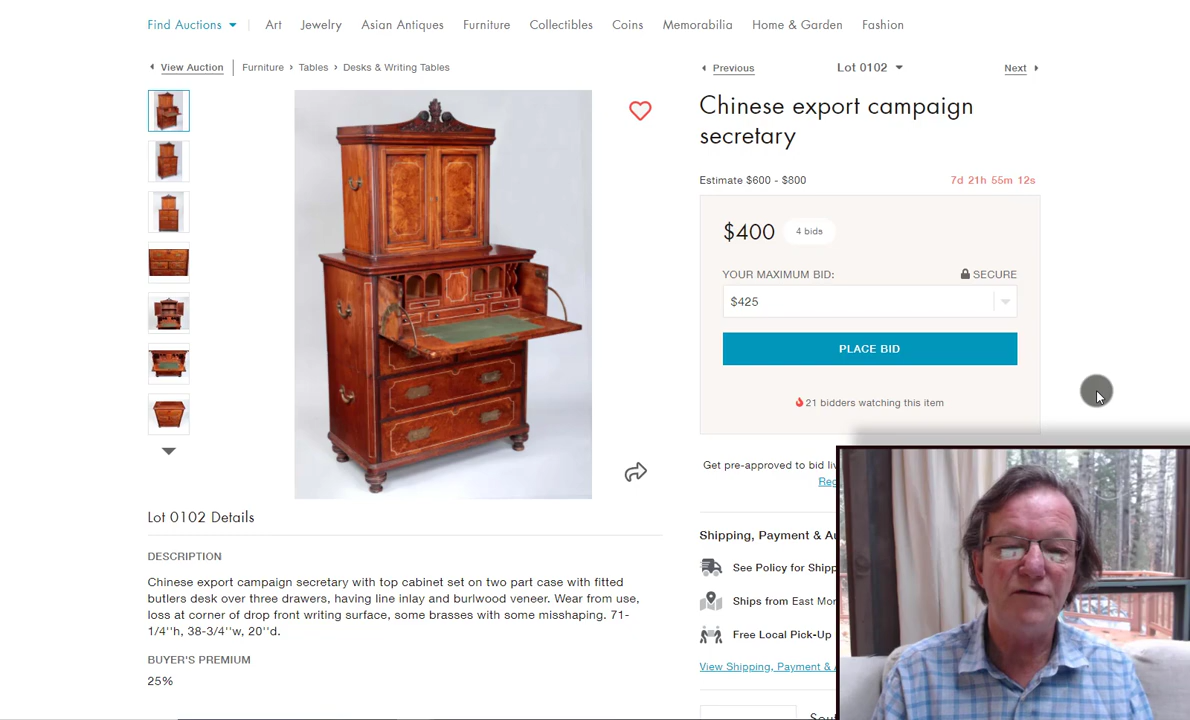 Find Auctions
Art
Jewelry
Asian Antiques
Furniture
Collectibles
Coins
Memorabilia
Home & Garden
Fashion
View Auction
Furniture › Tables › Desks & Writing Tables
Previous
Lot 0102
Next
Chinese export campaign
secretary
Estimate $600 - $800
7d 21h 55m 12s
$400
4 bids
YOUR MAXIMUM BID:
SECURE
$425
PLACE BID
21 bidders watching this item
Get pre-approved to bid
Shipping, Payment &
See Policy for
Ships from East
Free Local Pick-Up
View Shipping, Payment &
Lot 0102 Details
DESCRIPTION
Chinese export campaign secretary with top cabinet set on two part case with fitted
butlers desk over three drawers, having line inlay and burlwood veneer. Wear from use,
loss at corner of drop front writing surface, some brasses with some misshaping. 71-
1/4''h, 38-3/4''w, 20''d.
BUYER'S PREMIUM
25%